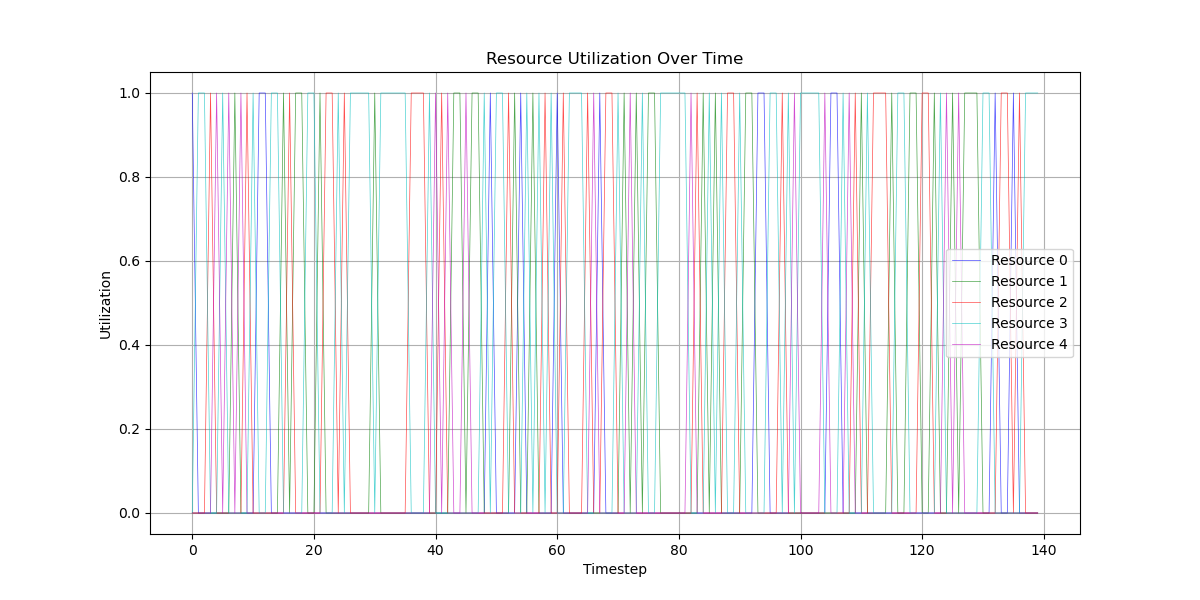 Resource Utilization Over Time
Utilization
1.0
0.8
0.6
0.4
0.2
0.0
Resource 0
Resource 1
Resource 2
Resource 3
Resource 4
0 20 40 60 80 100 120 140
Timestep